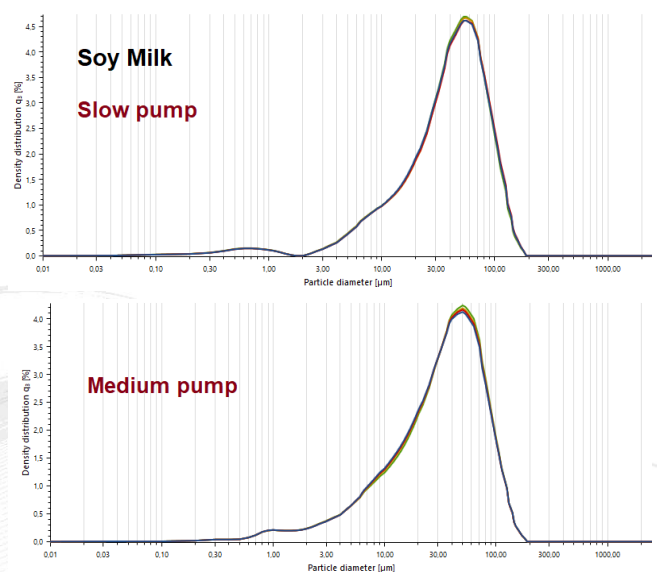 Soy Milk
Slow pump
Density distribution q₃ [%]
4.5
4.0
3.5
3.0
2.5
2.0
1.5
1.0
0.5
0.0
0,01 0,03 0,10 0,30 1,00 3,00 10,00 30,00 100,00 300,00 1000,00
Particle diameter [µm]
Medium pump
Density distribution q₃ [%]
4.0
3.5
3.0
2.5
2.0
1.5
1.0
0.5
0.0
0,01 0,03 0,10 0,30 1,00 3,00 10,00 30,00 100,00 300,00 1000,00
Particle diameter [µm]